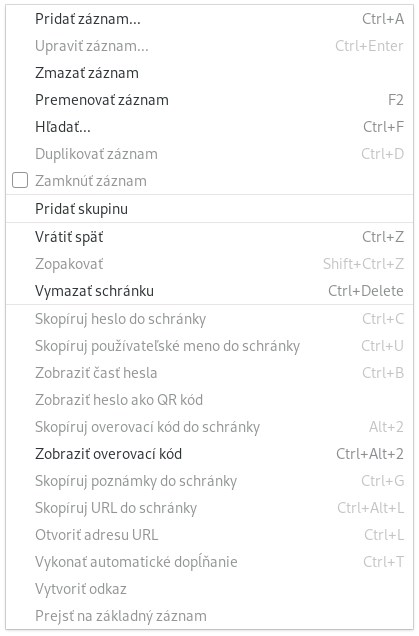 Pridať záznam... Ctrl+A
Upraviť záznam... Ctrl+Enter
Zmazať záznam
Premenovať záznam F2
Hľadať... Ctrl+F
Duplikovať záznam Ctrl+D
Zamknúť záznam
Pridať skupinu
Vrátiť späť Ctrl+Z
Zopakovať Shift+Ctrl+Z
Vymazať schránku Ctrl+Delete
Skopíruj heslo do schránky Ctrl+C
Skopíruj používateľské meno do schránky Ctrl+U
Zobraziť časť hesla Ctrl+B
Zobraziť heslo ako QR kód
Skopíruj overovací kód do schránky Alt+2
Zobraziť overovací kód Ctrl+Alt+2
Skopíruj poznámky do schránky Ctrl+G
Skopíruj URL do schránky Ctrl+Alt+L
Otvoriť adresu URL Ctrl+L
Vykonať automatické dopĺňanie Ctrl+T
Vytvoriť odkaz
Prejsť na základný záznam